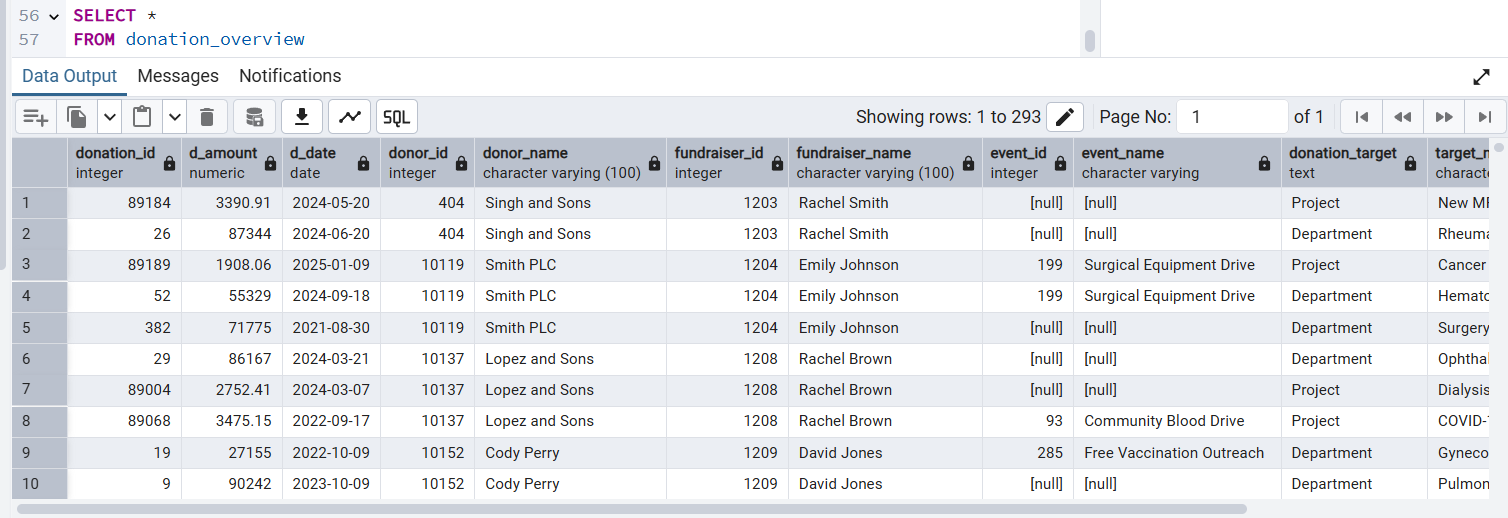 56 SELECT *
57 FROM donation_overview
Data Output Messages Notifications
SQL Showing rows: 1 to 293 Page No: 1 of 1
donation_id d_amount d_date donor_id donor_name fundraiser_id fundraiser_name event_id event_name donation_target
integer numeric date integer character varying (100) integer character varying (100) integer character varying text
1 89184 3390.91 2024-05-20 404 Singh and Sons 1203 Rachel Smith [null] [null] Project New
2 26 87344 2024-06-20 404 Singh and Sons 1203 Rachel Smith [null] [null] Department
3 89189 1908.06 2025-01-09 10119 Smith PLC 1204 Emily Johnson 199 Surgical Equipment Drive Project Cancer
4 52 55329 2024-09-18 10119 Smith PLC 1204 Emily Johnson 199 Surgical Equipment Drive Department
5 382 71775 2021-08-30 10119 Smith PLC 1204 Emily Johnson [null] [null] Department Surgery
6 29 86167 2024-03-21 10137 Lopez and Sons 1208 Rachel Brown [null] [null] Department
7 89004 2752.41 2024-03-07 10137 Lopez and Sons 1208 Rachel Brown [null] [null] Project Dialysis
8 89068 3475.15 2022-09-17 10137 Lopez and Sons 1208 Rachel Brown 93 Community Blood Drive Project
9 19 27155 2022-10-09 10152 Cody Perry 1209 David Jones 285 Free Vaccination Outreach Department
10 9 90242 2023-10-09 10152 Cody Perry 1209 David Jones [null] [null] Department